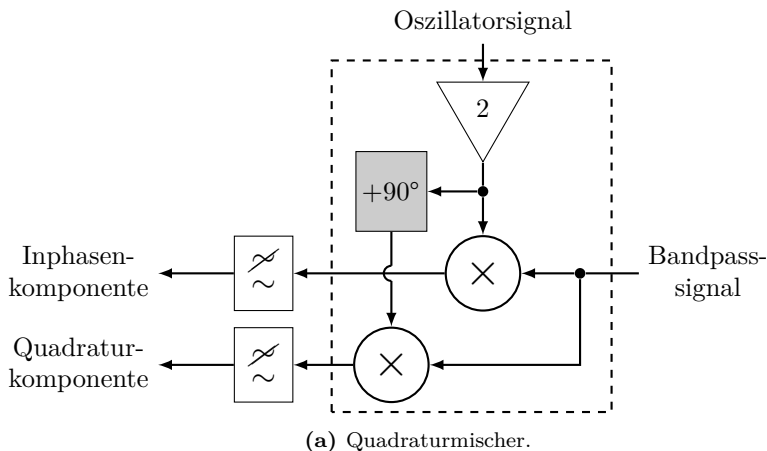 Oszillatorsignal
2
+90°
Inphasen-
komponente
Bandpass-
signal
Quadratur-
komponente
(a) Quadraturmischer.